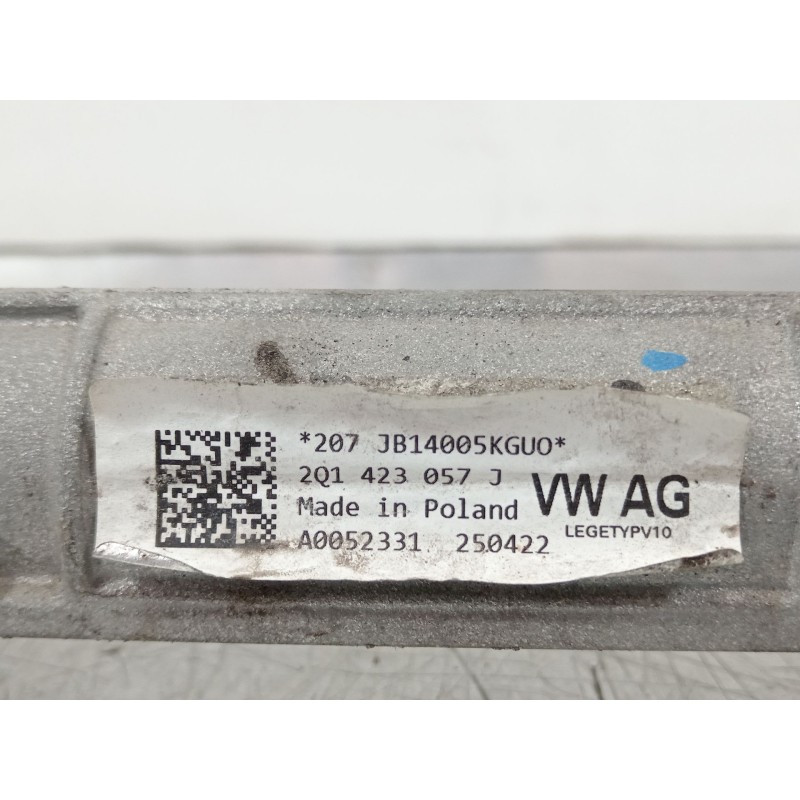 *207 JB14005KGUO*
2Q1 423 057 J
Made in Poland
A0052331 250422
VW AG
LEGETYPV10